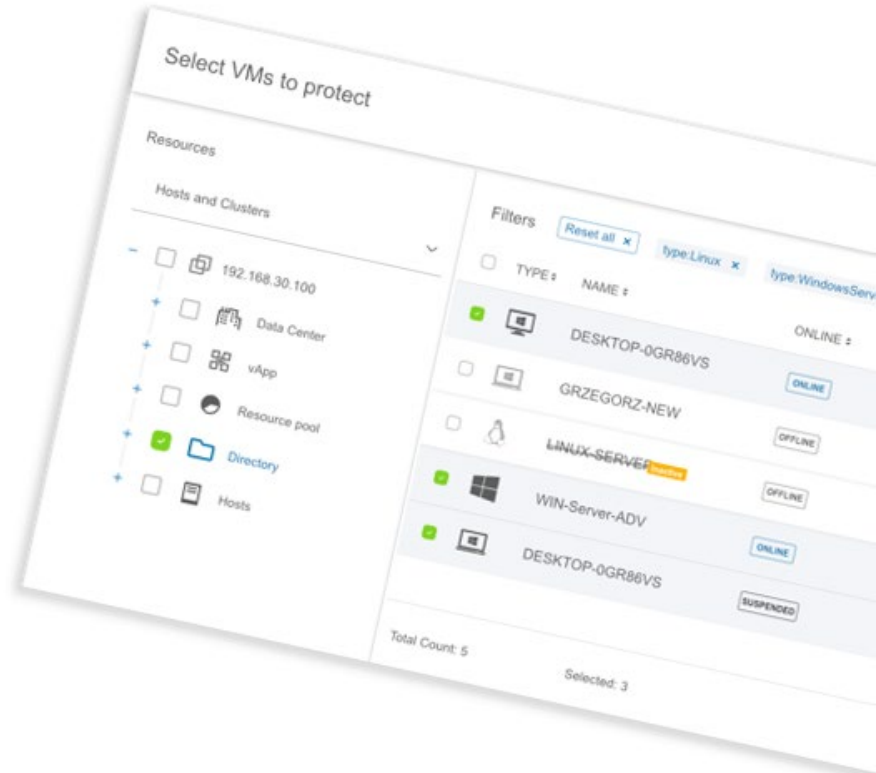 Select VMs to protect
Resources
Hosts and Clusters
192.168.30.100
Data Center
vApp
Resource pool
Directory
Hosts
Filters Reset all × type:Linux × type:WindowsServ
TYPE NAME ONLINE
DESKTOP-0GR86VS ONLINE
GRZEGORZ-NEW OFFLINE
LINUX-SERVER Inactive OFFLINE
WIN-Server-ADV ONLINE
DESKTOP-0GR86VS SUSPENDED
Total Count: 5 Selected: 3